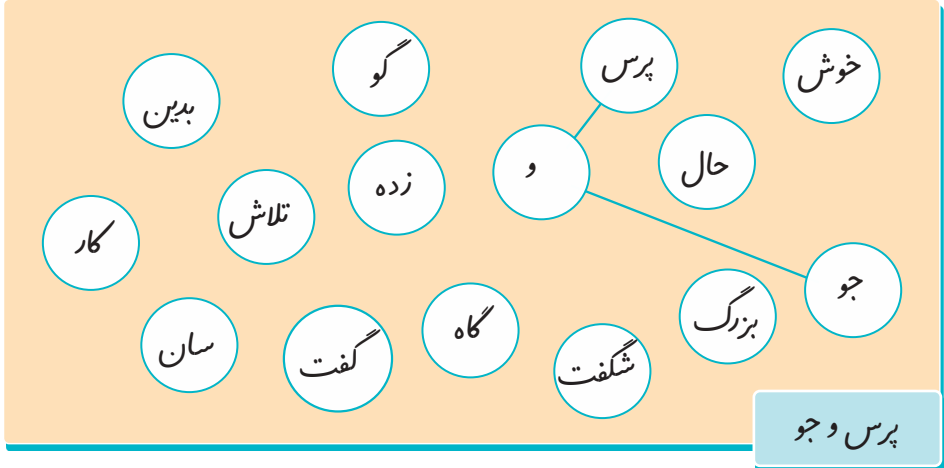 خوش
پرس
گو
بدین
حال
و
زده
تلاش
کار
جو
بزرگ
شگفت
گاه
گفت
سان
پرس و جو